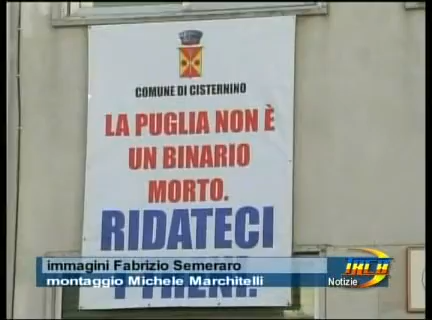 COMUNE DI CISTERNINO
LA PUGLIA NON È
UN BINARIO
MORTO.
RIDATECI
immagini Fabrizio Semeraro
montaggio Michele Marchitelli
Notizie